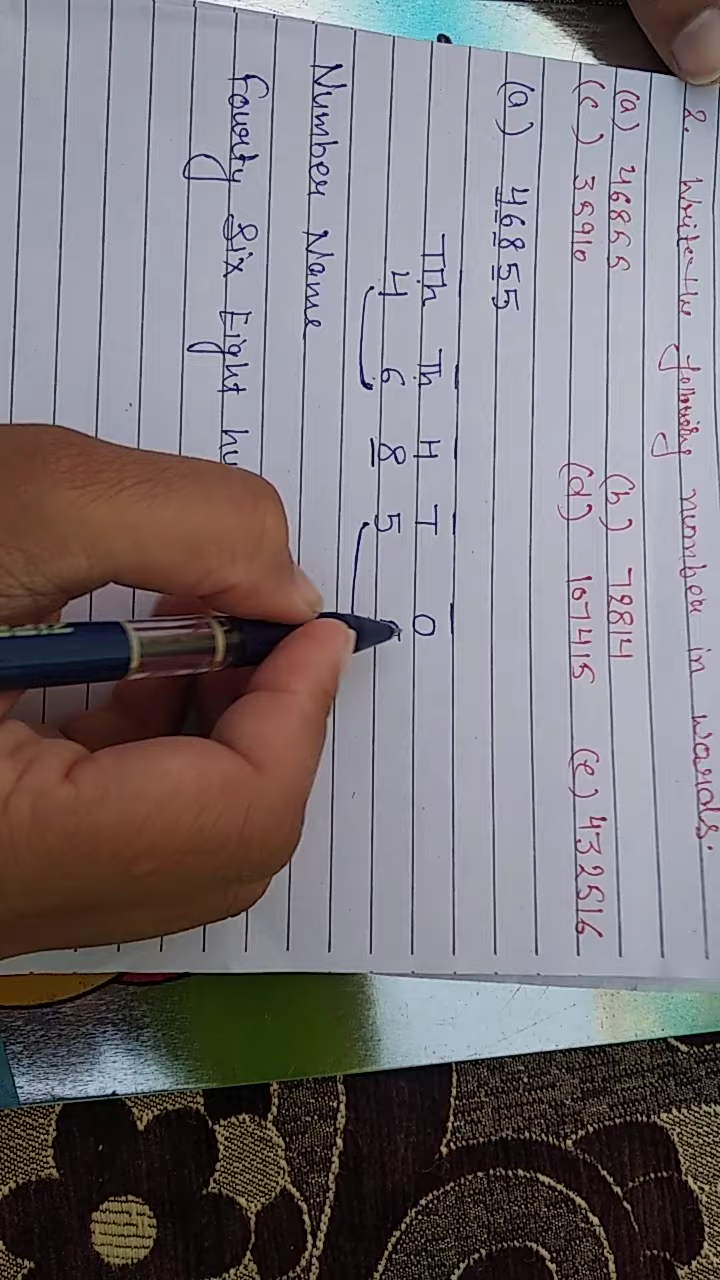 2. Write the following number in words.
(a) 46855 (b) 72814
(c) 35910 (d) 107415 (e) 432516
(a) 46855
TTh Th H T O
4 6 8 5
Number Name
Fourty Six Eight hu